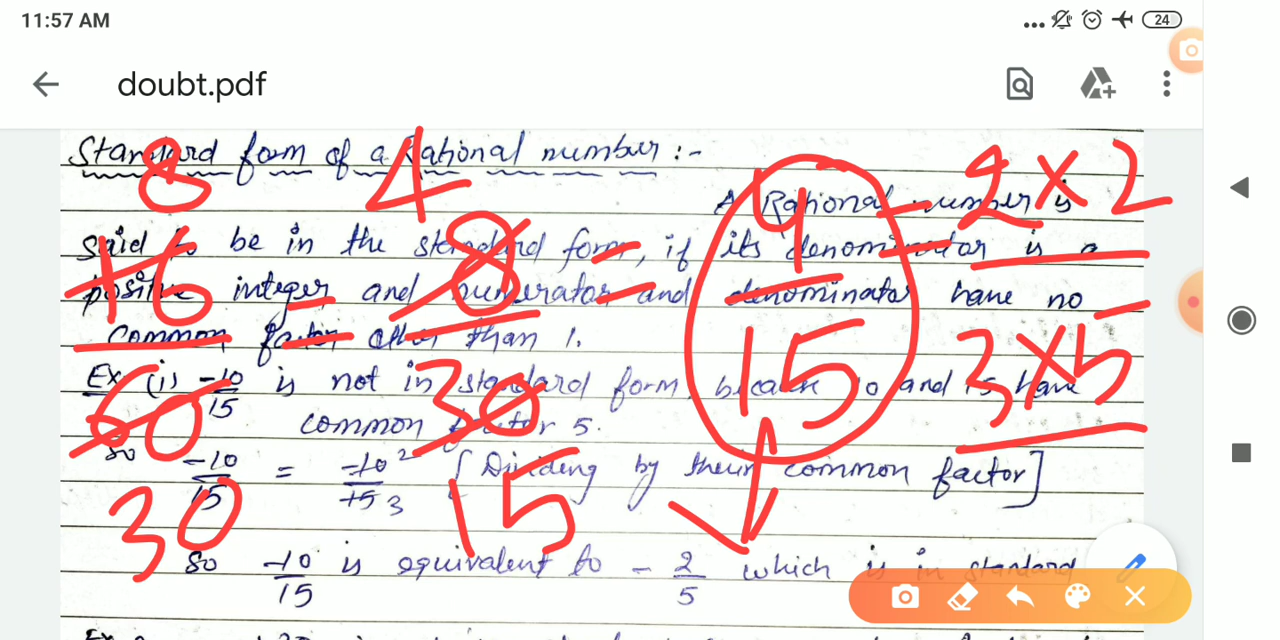 11:57 AM
24
doubt.pdf
Standard form of a Rational number :-
A Rational number is
said to be in the standard form, if its denominator is a
positive integer and numerator and denominator have no
common factor other than 1.
Ex (i) -10/15 is not in standard form, because 10 and 15 have
common factor 5.
so -10/15 = -10 2/15 3 [Dividing by their common factor]
So -10/15 is equivalent to - 2/5 which is in standard
16/60 8/30 = 8/30 4/15 = 4/15 = 2×2/3×5